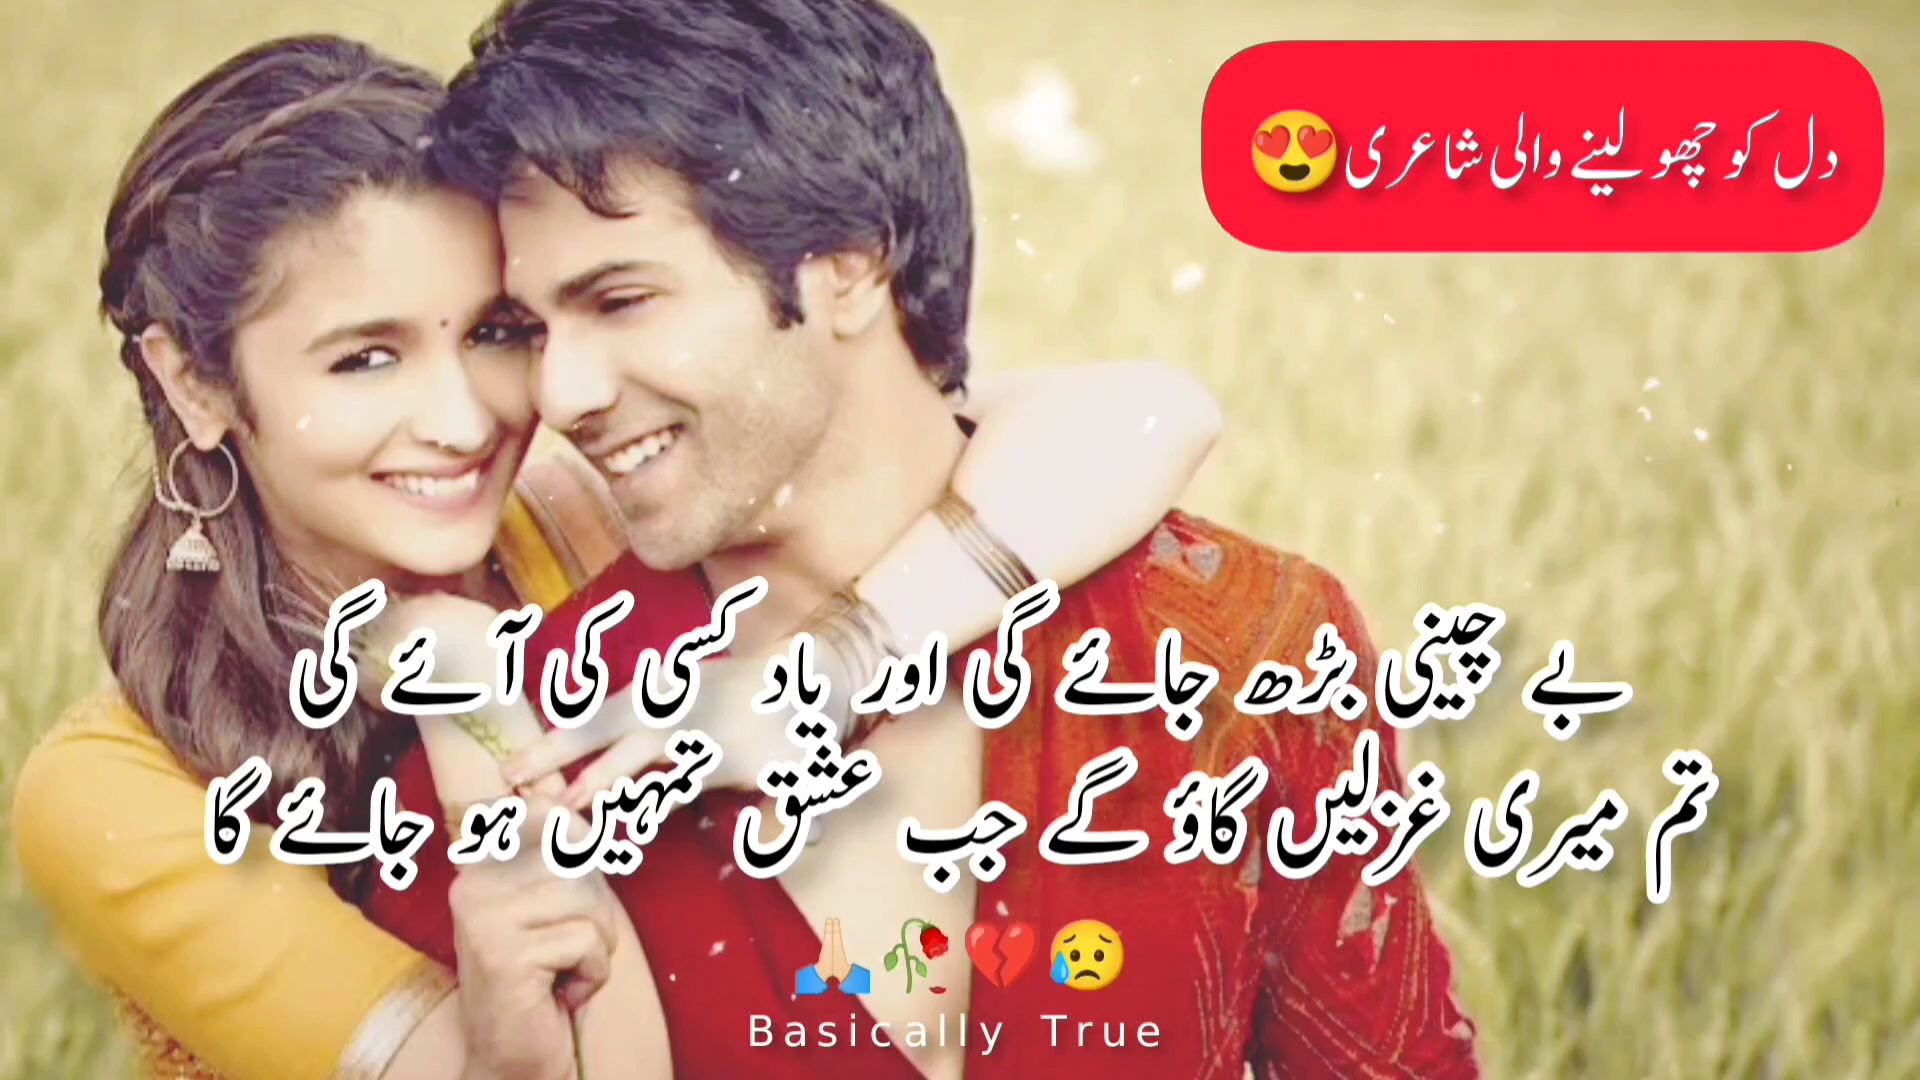 دل کو چھو لینے والی شاعری😍
بے چینی بڑھ جائے گی اور یاد کسی کی آئے گی
تم میری غزلیں گاؤ گے جب عشق تمہیں ہو جائے گا
🙏🏻🥀💔😥
Basically True